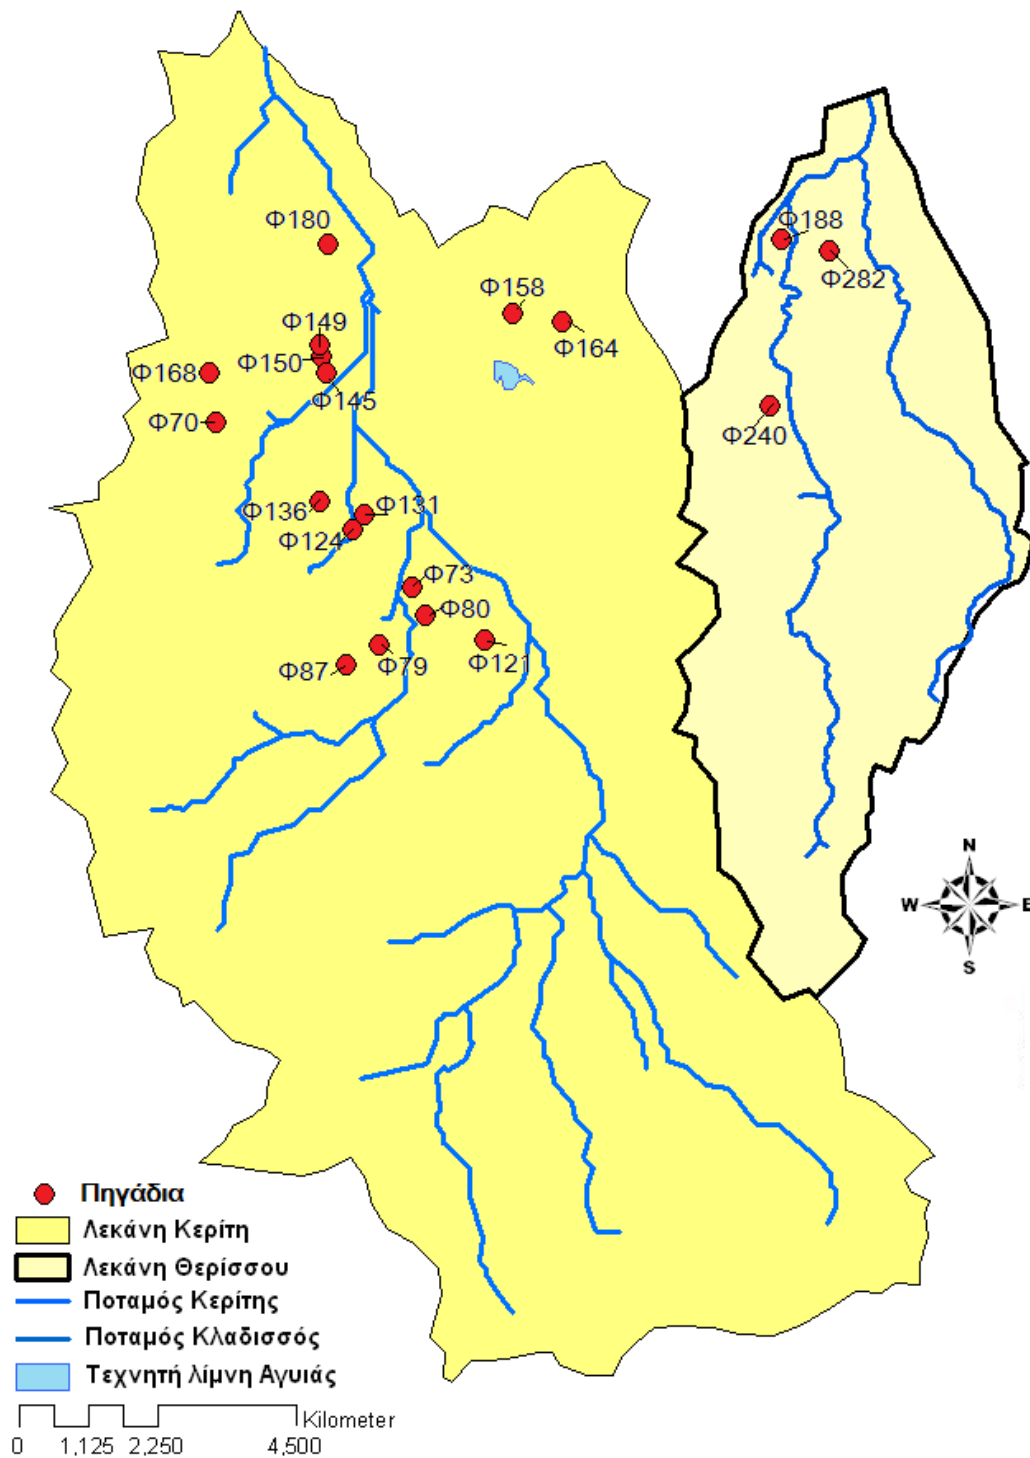 Φ180
Φ188
Φ282
Φ158
Φ149
Φ164
Φ150
Φ168
Φ145
Φ70
Φ240
Φ136
Φ131
Φ124
Φ73
Φ80
Φ121
Φ79
Φ87
N
W
E
S
Πηγάδια
Λεκάνη Κερίτη
Λεκάνη Θερίσσου
Ποταμός Κερίτης
Ποταμός Κλαδισσός
Τεχνητή λίμνη Αγυιάς
Kilometer
0 1,125 2,250 4,500